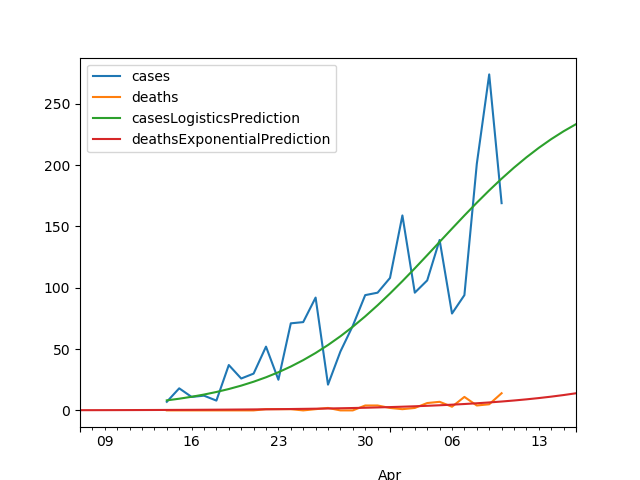 cases
deaths
casesLogisticsPrediction
deathsExponentialPrediction
250
200
150
100
50
0
09 16 23 30 06 13
Apr